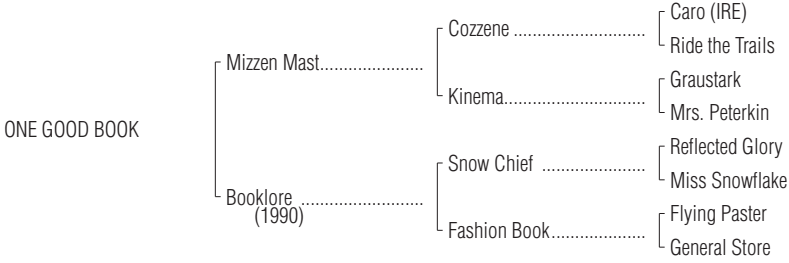 Caro (IRE)
Cozzene ............................
Ride the Trails
Mizzen Mast......................
Graustark
Kinema..............................
Mrs. Peterkin
ONE GOOD BOOK
Reflected Glory
Snow Chief ......................
Miss Snowflake
Booklore ..........................
(1990)
Flying Paster
Fashion Book....................
General Store